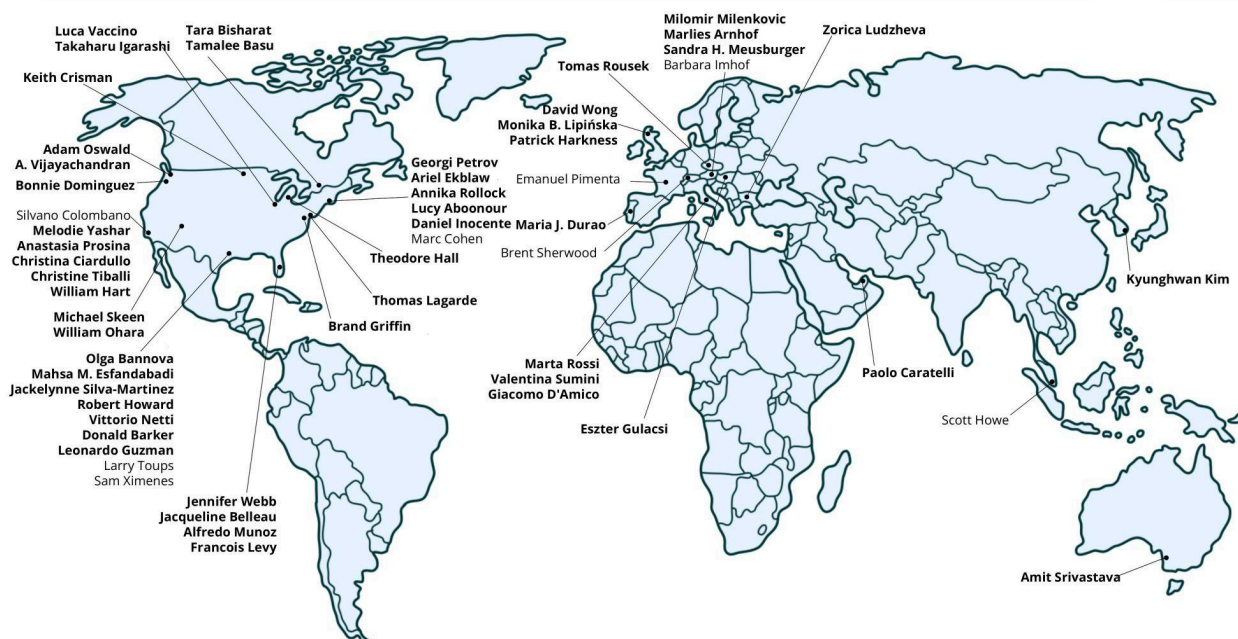 Luca Vaccino
Takaharu Igarashi
Tara Bisharat
Tamalee Basu
Keith Crisman
Adam Oswald
A. Vijayachandran
Bonnie Dominguez
Silvano Colombano
Melodie Yashar
Anastasia Prosina
Christina Ciardullo
Christine Tiballi
William Hart
Michael Skeen
William Ohara
Olga Bannova
Mahsa M. Esfandabadi
Jackelynne Silva-Martinez
Robert Howard
Vittorio Netti
Donald Barker
Leonardo Guzman
Larry Toups
Sam Ximenes
Jennifer Webb
Jacqueline Belleau
Alfredo Munoz
Francois Levy
Georgi Petrov
Ariel Ekblaw
Annika Rollock
Lucy Aboonour
Daniel Inocente
Marc Cohen
Theodore Hall
Thomas Lagarde
Brand Griffin
Milomir Milenkovic
Marlies Arnhof
Sandra H. Meusburger
Barbara Imhof
Zorica Ludzheva
Tomas Rousek
David Wong
Monika B. Lipińska
Patrick Harkness
Emanuel Pimenta
Maria J. Durao
Brent Sherwood
Marta Rossi
Valentina Sumini
Giacomo D'Amico
Eszter Gulacsi
Paolo Caratelli
Kyunghwan Kim
Scott Howe
Amit Srivastava